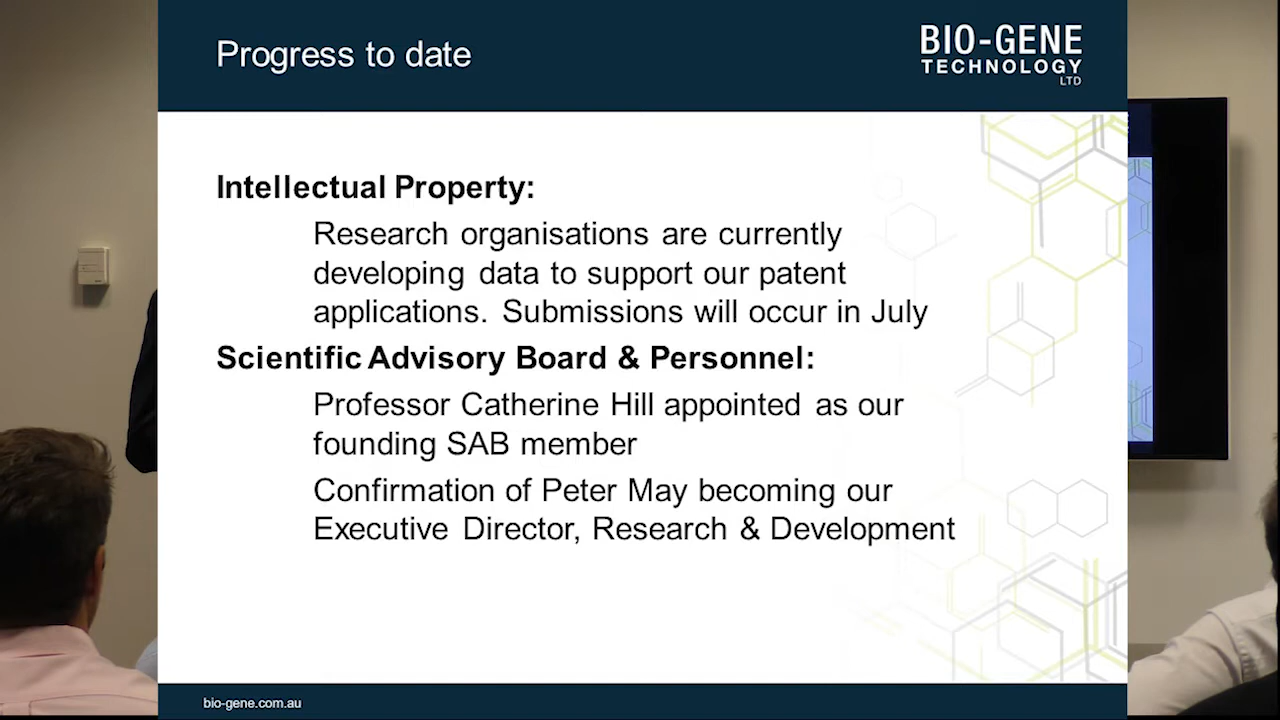 Progress to date
BIO-GENE
TECHNOLOGY
LTD
Intellectual Property:
Research organisations are currently
developing data to support our patent
applications. Submissions will occur in July
Scientific Advisory Board & Personnel:
Professor Catherine Hill appointed as our
founding SAB member
Confirmation of Peter May becoming our
Executive Director, Research & Development
bio-gene.com.au